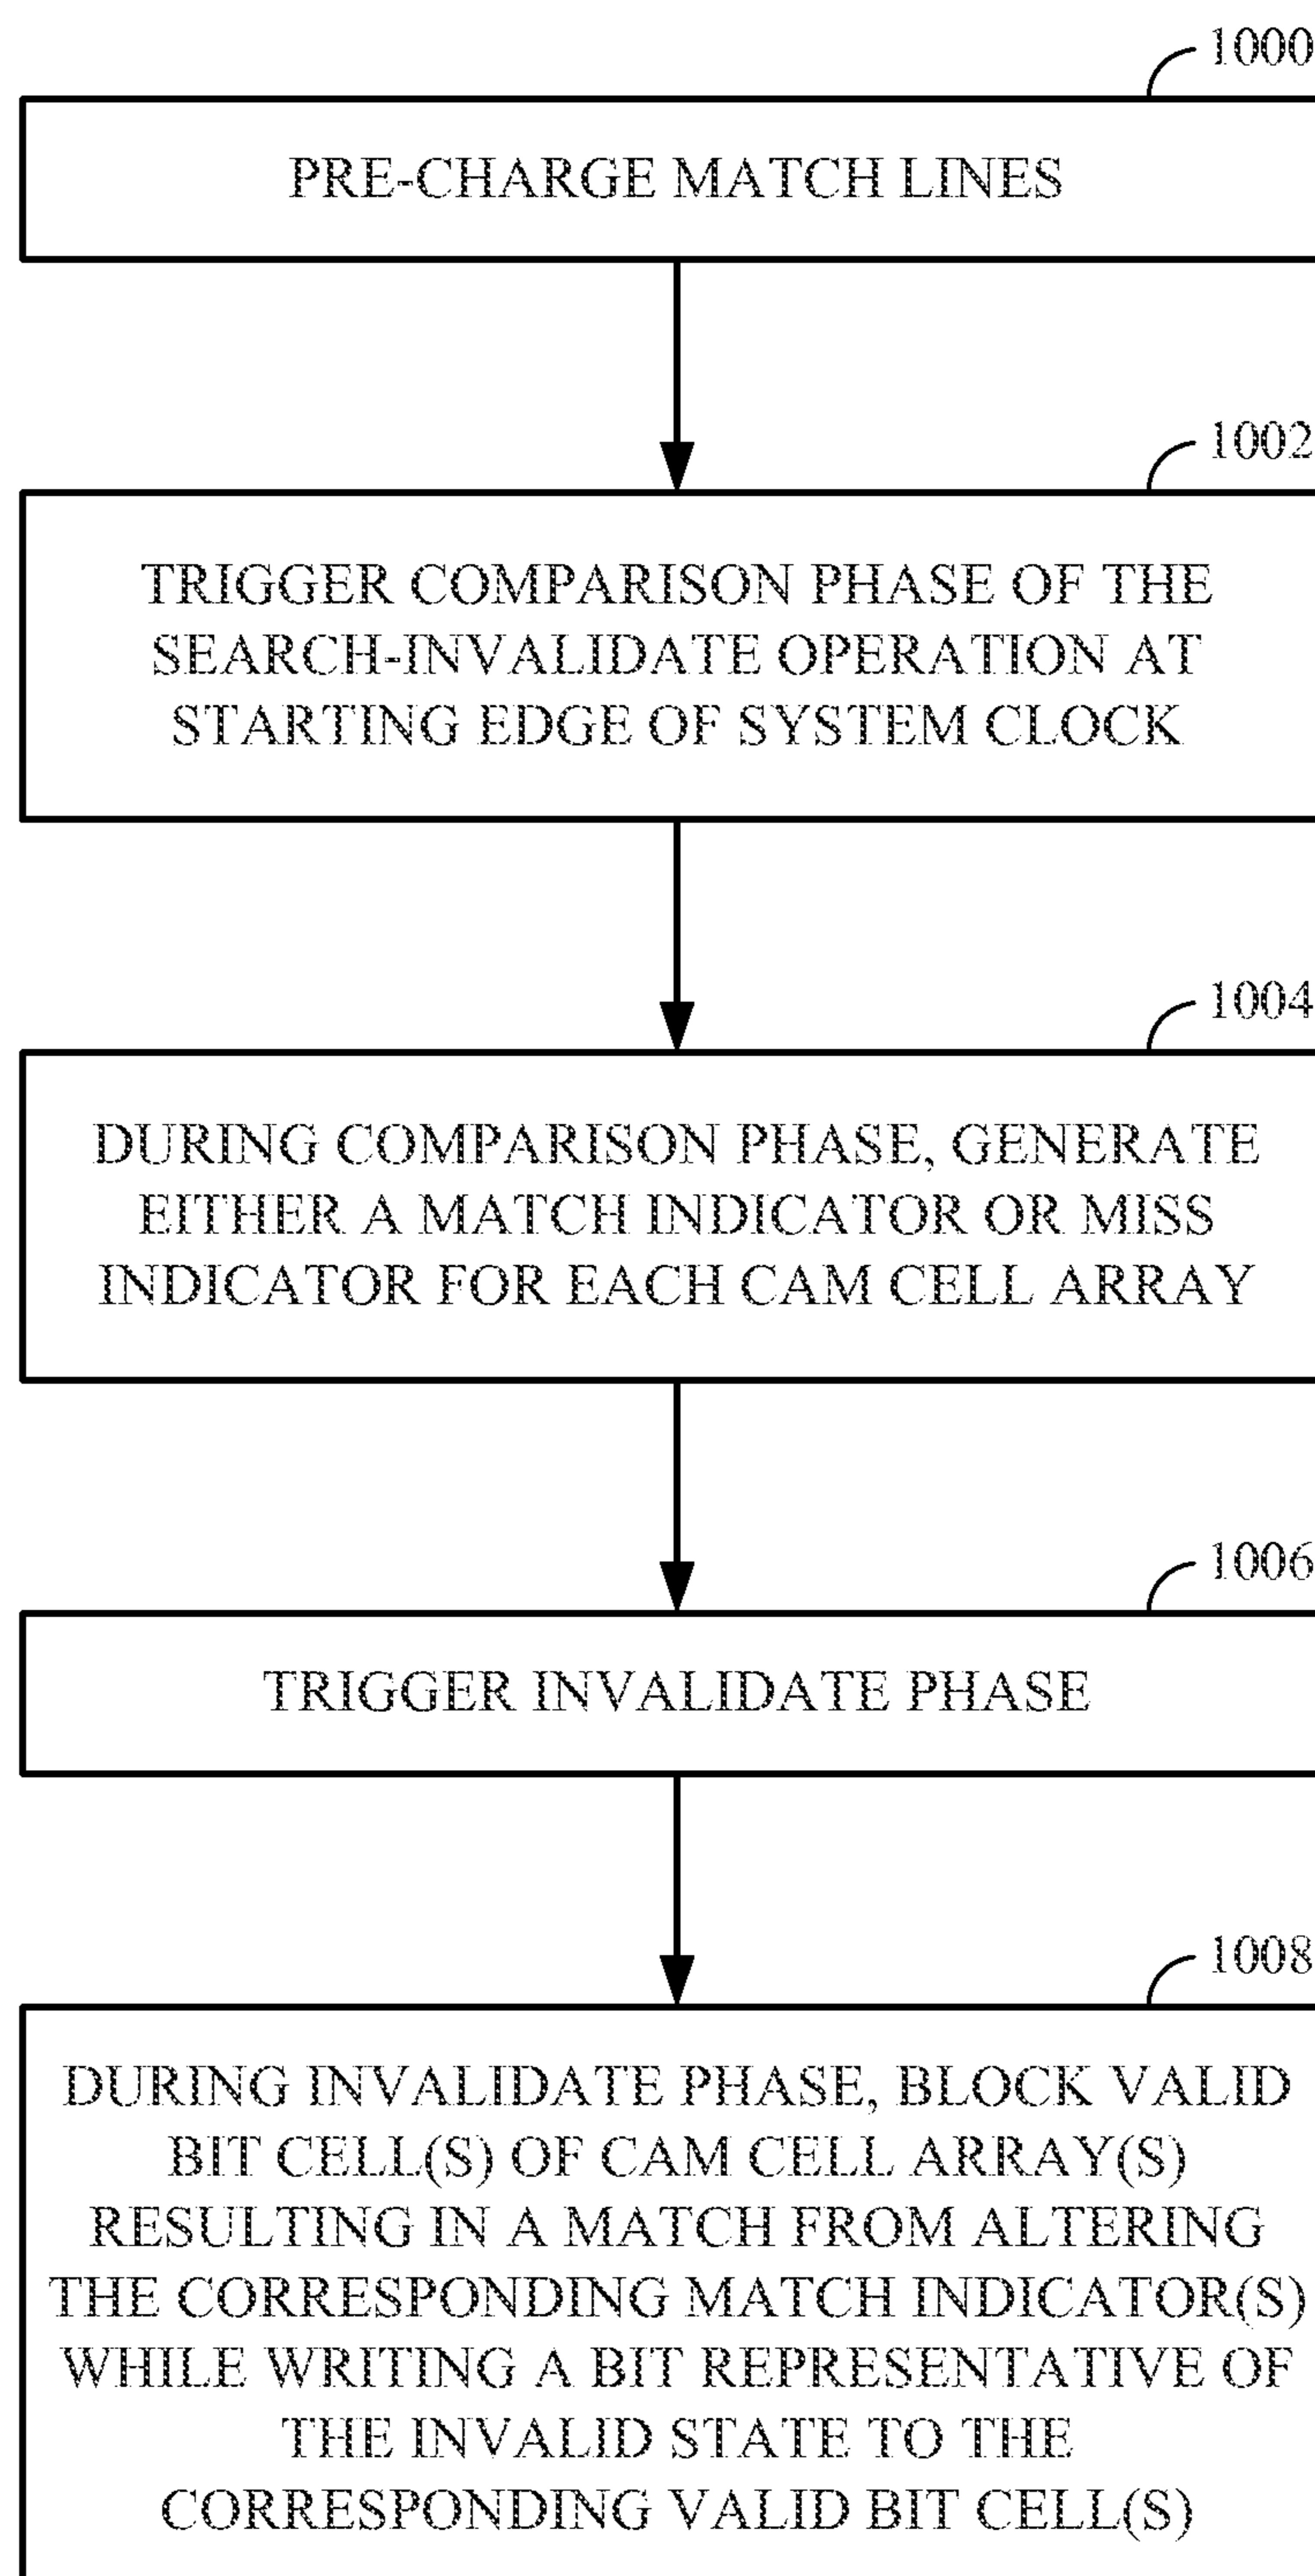 1000
PRE-CHARGE MATCH LINES
1002
TRIGGER COMPARISON PHASE OF THE
SEARCH-INVALIDATE OPERATION AT
STARTING EDGE OF SYSTEM CLOCK
1004
DURING COMPARISON PHASE, GENERATE
EITHER A MATCH INDICATOR OR MISS
INDICATOR FOR EACH CAM CELL ARRAY
1006
TRIGGER INVALIDATE PHASE
1008
DURING INVALIDATE PHASE, BLOCK VALID
BIT CELL(S) OF CAM CELL ARRAY(S)
RESULTING IN A MATCH FROM ALTERING
THE CORRESPONDING MATCH INDICATOR(S)
WHILE WRITING A BIT REPRESENTATIVE OF
THE INVALID STATE TO THE
CORRESPONDING VALID BIT CELL(S)